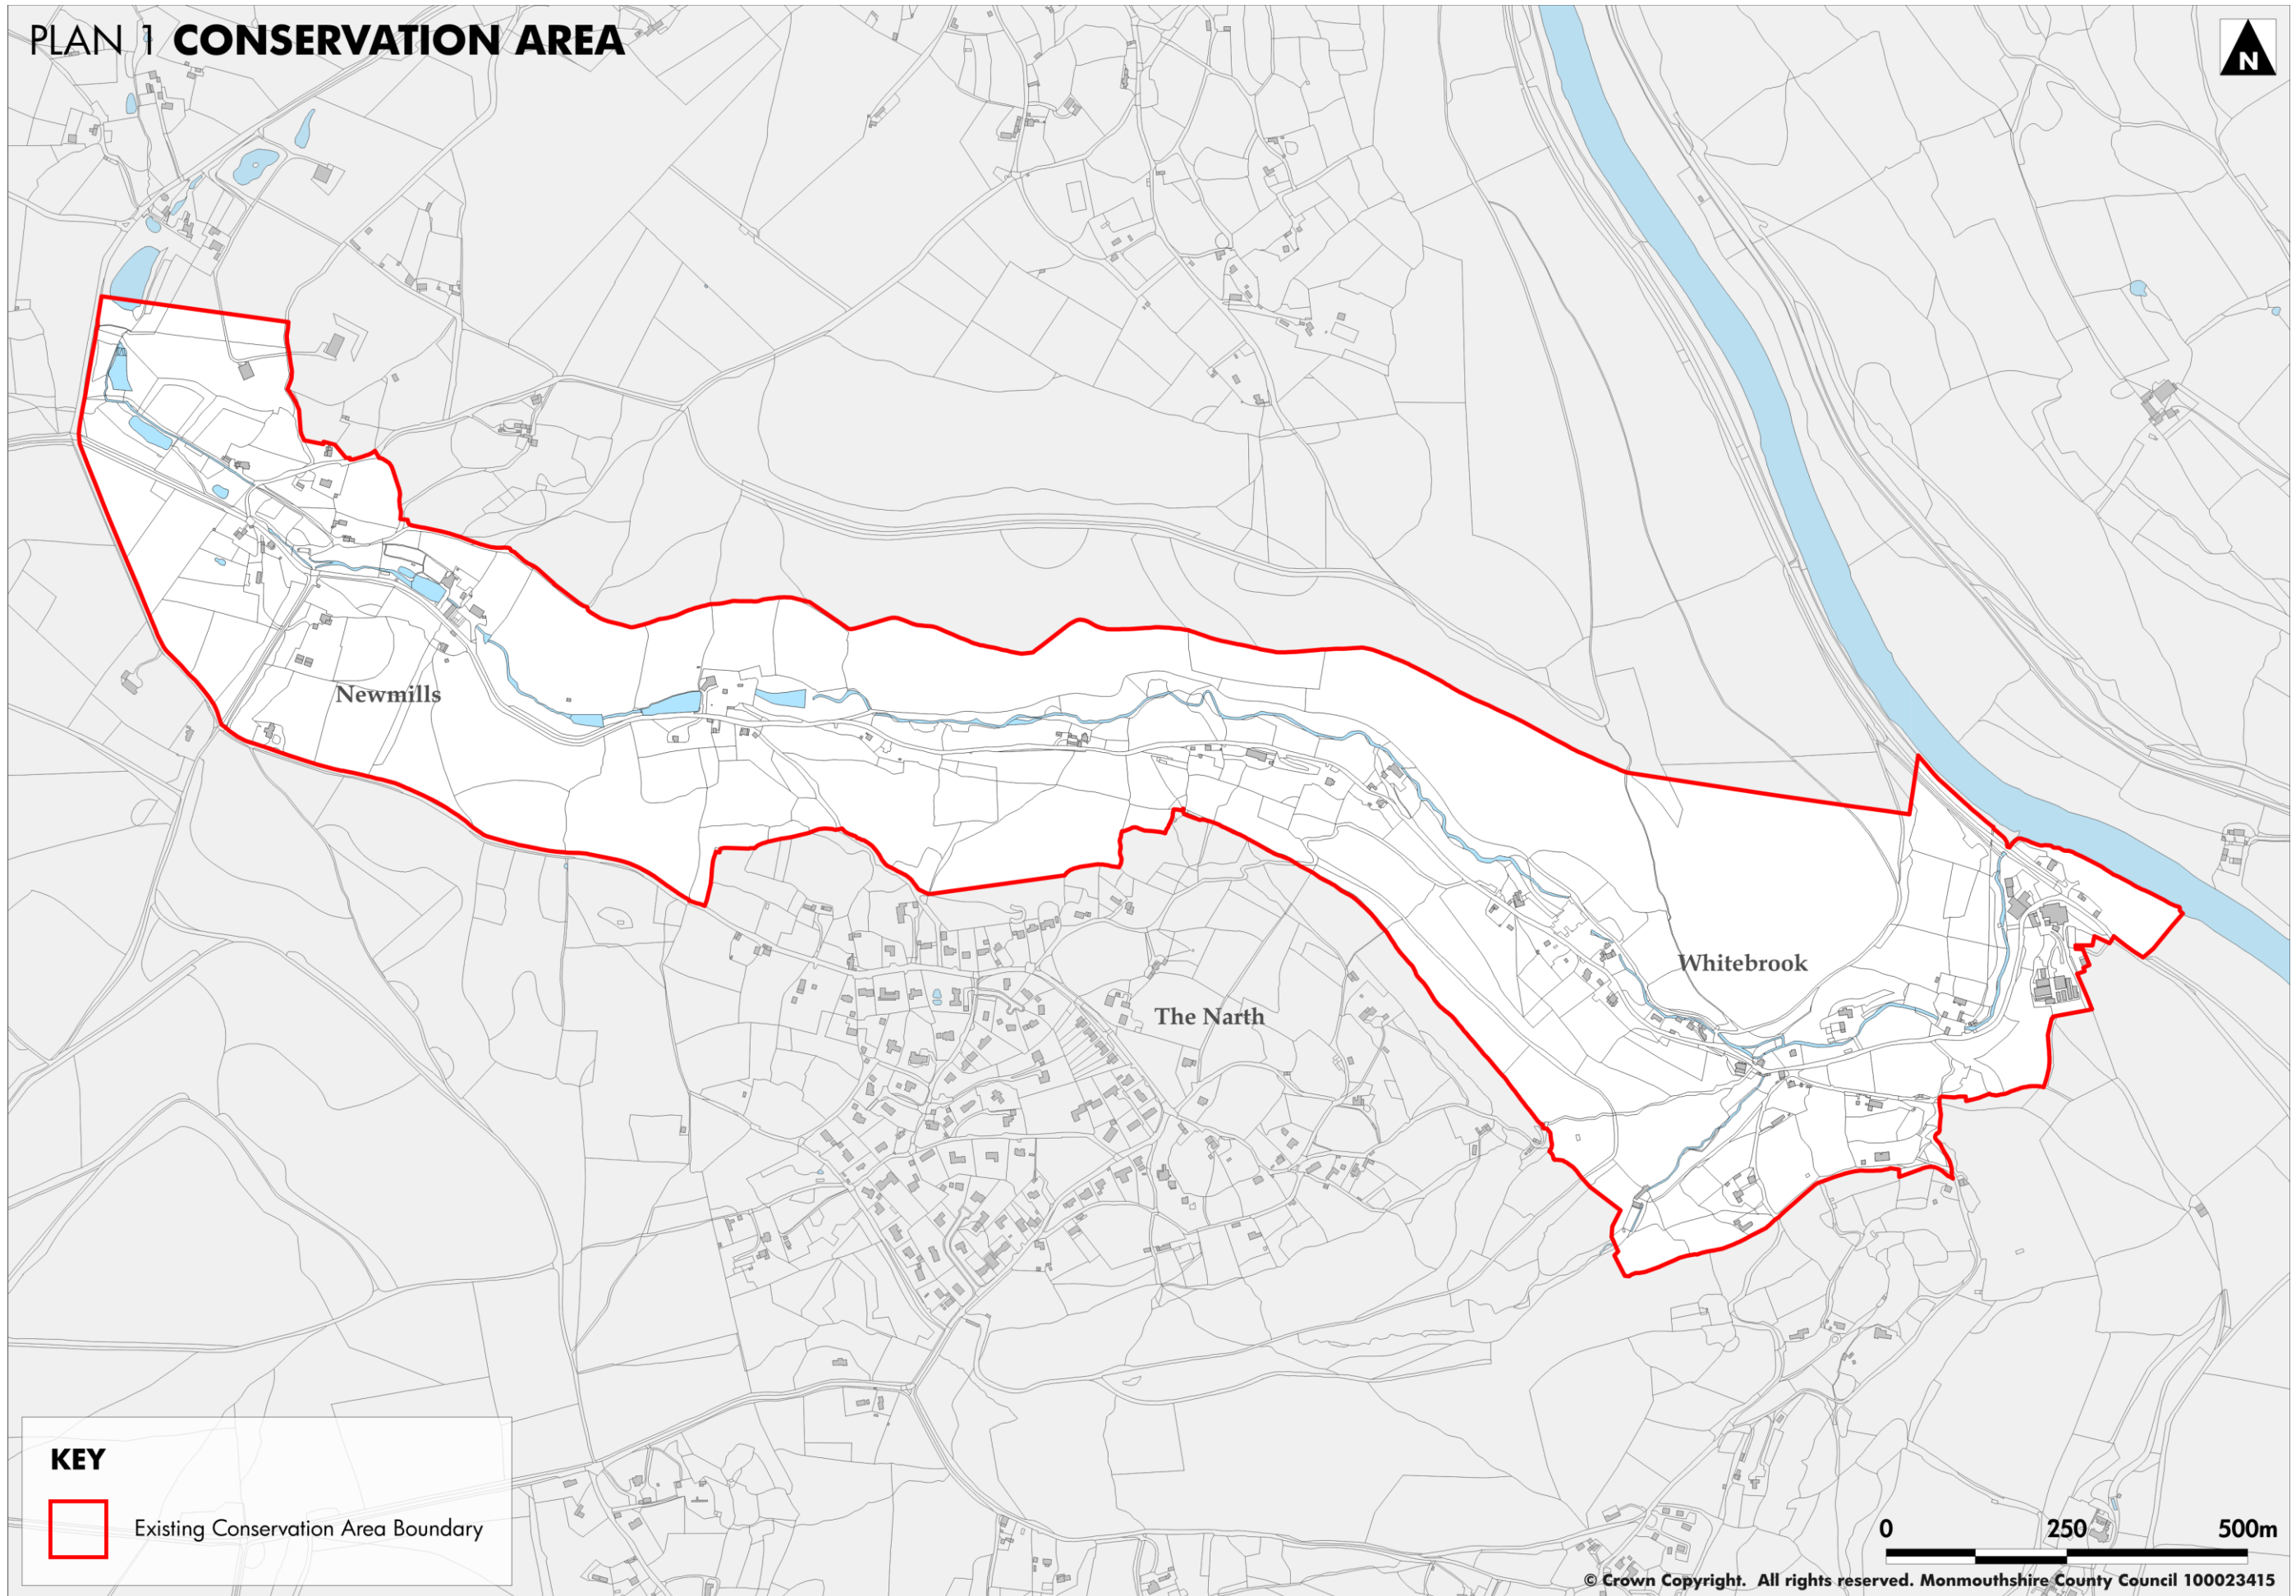 PLAN 1 CONSERVATION AREA
N
Newmills
Whitebrook
The Narth
KEY
Existing Conservation Area Boundary
0 250 500m
© Crown Copyright. All rights reserved. Monmouthshire County Council 100023415